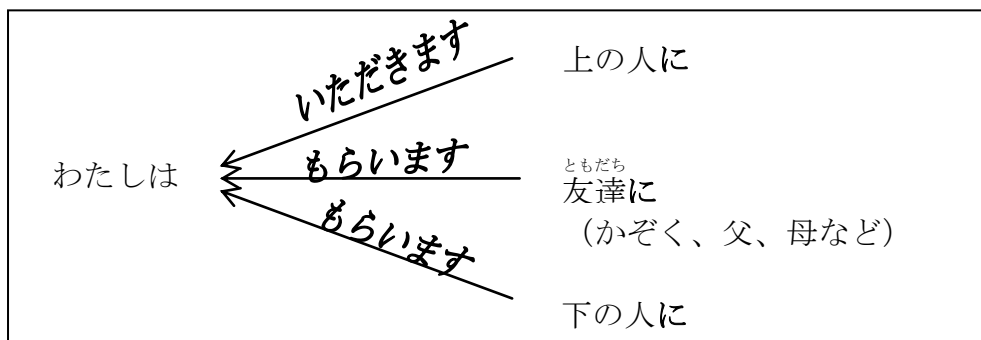 いただきます
上の人に
わたしは
もらいます
ともだち
友達に
（かぞく、父、母など）
もらいます
下の人に